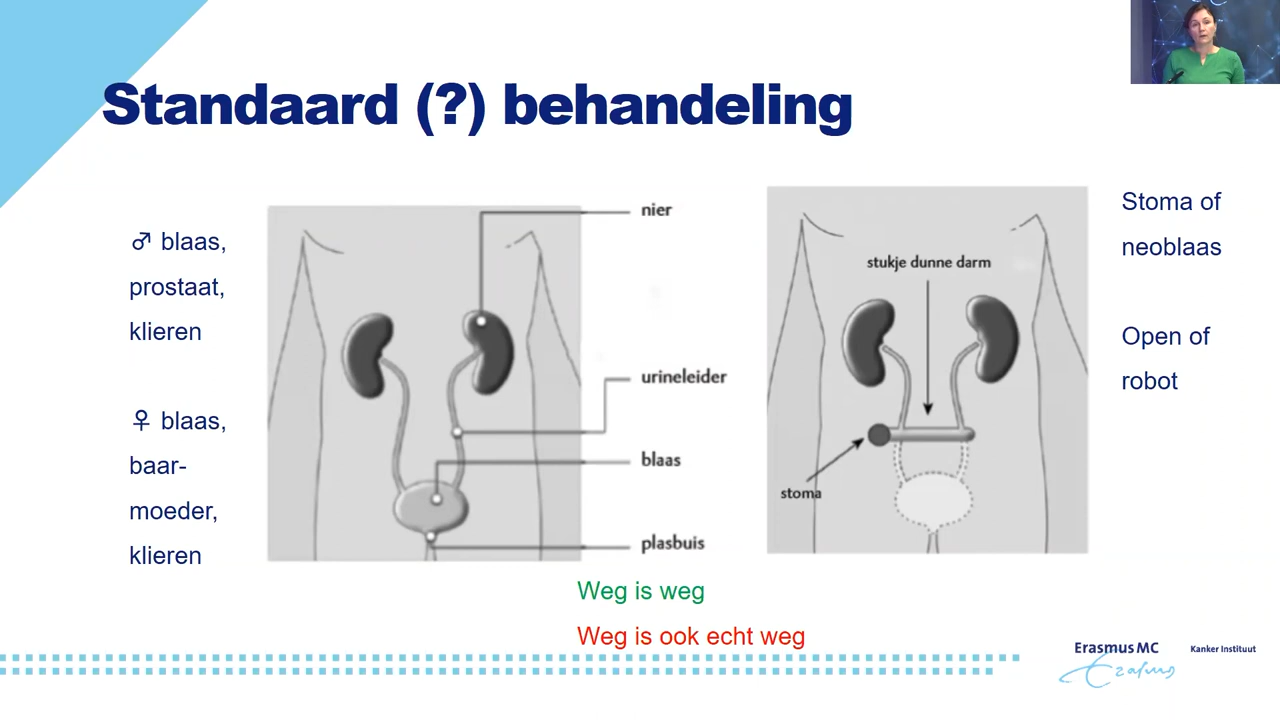 Standaard (?) behandeling
♂ blaas,
prostaat,
klieren
♀ blaas,
baar-
moeder,
klieren
nier
urineleider
blaas
plasbuis
stukje dunne darm
stoma
Stoma of
neoblaas
Open of
robot
Weg is weg
Weg is ook echt weg
Erasmus MC
Erasmus
Kanker Instituut